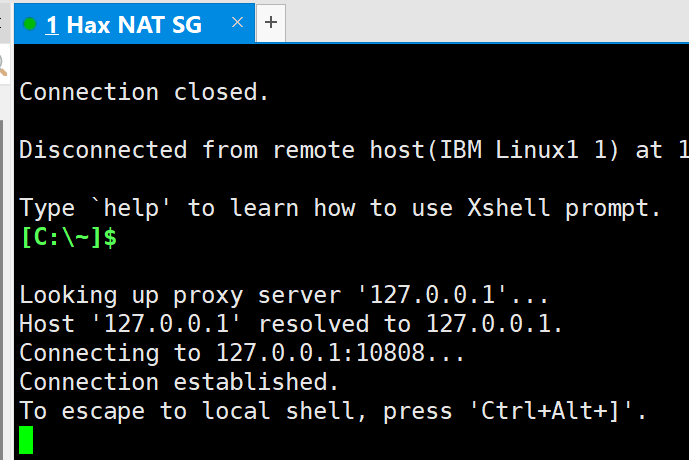 1 Hax NAT SG × +
Connection closed.
Disconnected from remote host(IBM Linux1 1) at 1
Type `help' to learn how to use Xshell prompt.
[C:\~]$
Looking up proxy server '127.0.0.1'...
Host '127.0.0.1' resolved to 127.0.0.1.
Connecting to 127.0.0.1:10808...
Connection established.
To escape to local shell, press 'Ctrl+Alt+]'.